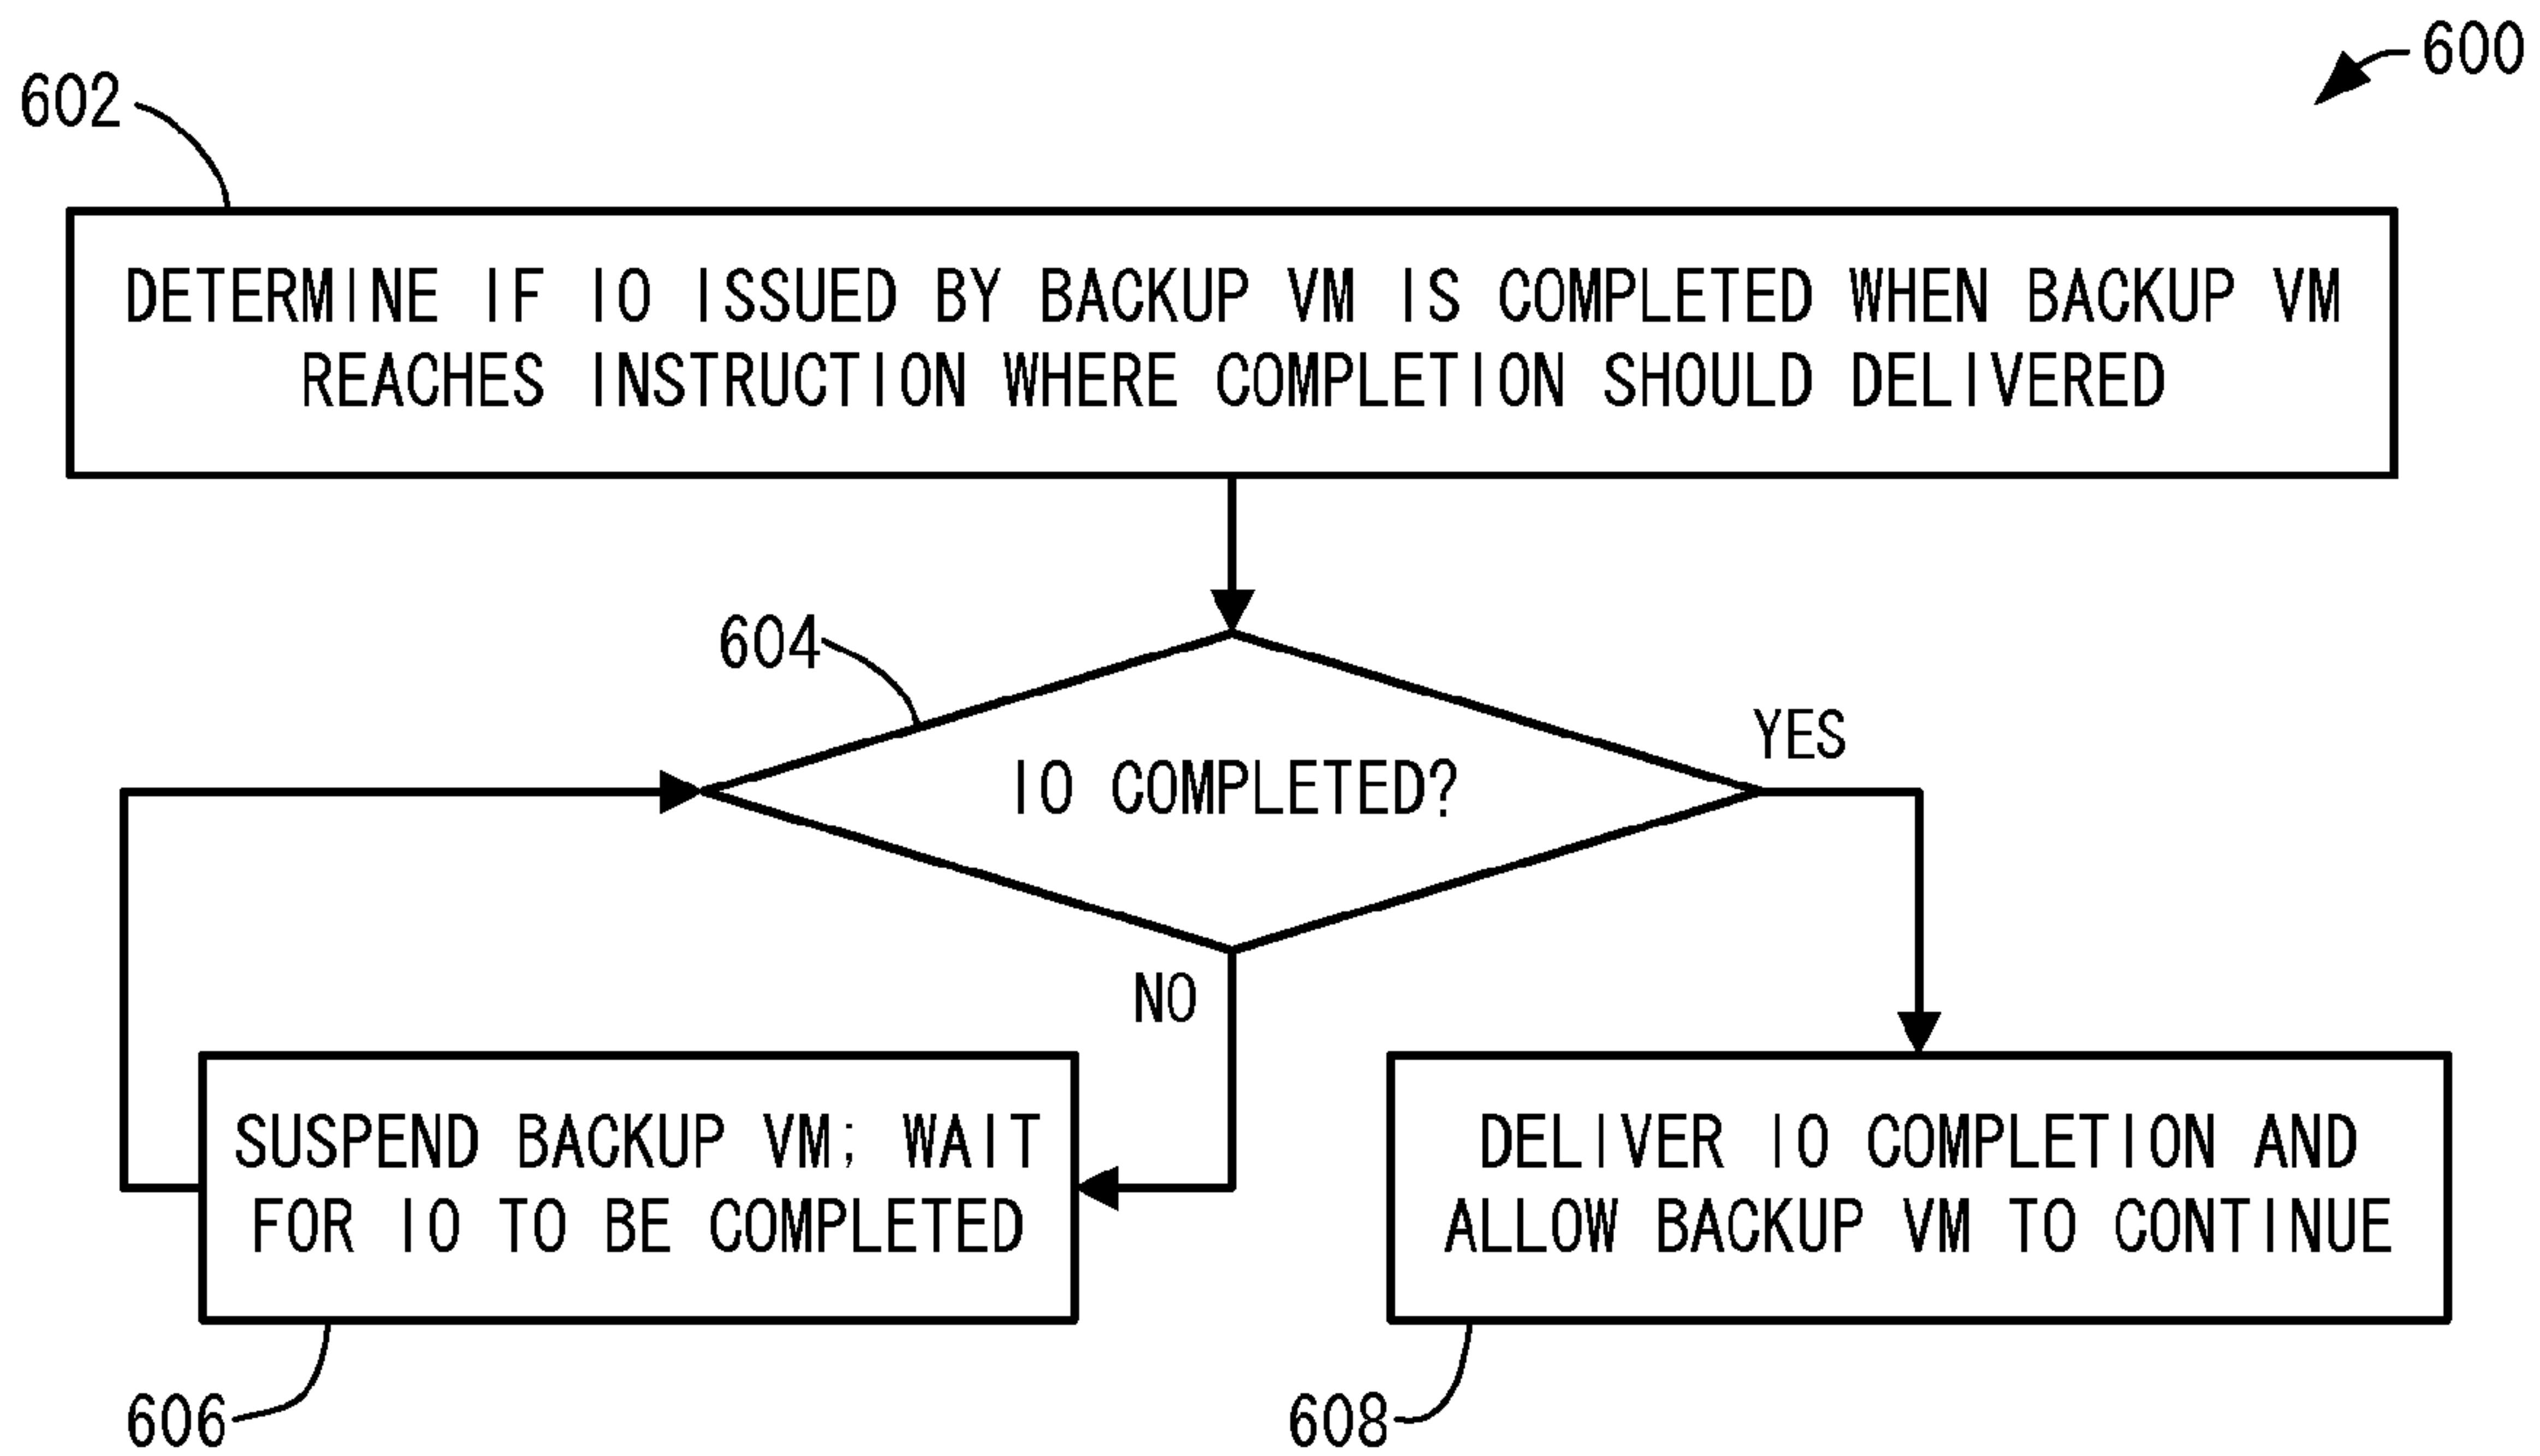 600
602
DETERMINE IF IO ISSUED BY BACKUP VM IS COMPLETED WHEN BACKUP VM
REACHES INSTRUCTION WHERE COMPLETION SHOULD DELIVERED
604
IO COMPLETED?
YES
NO
SUSPEND BACKUP VM; WAIT
FOR IO TO BE COMPLETED
606
DELIVER IO COMPLETION AND
ALLOW BACKUP VM TO CONTINUE
608